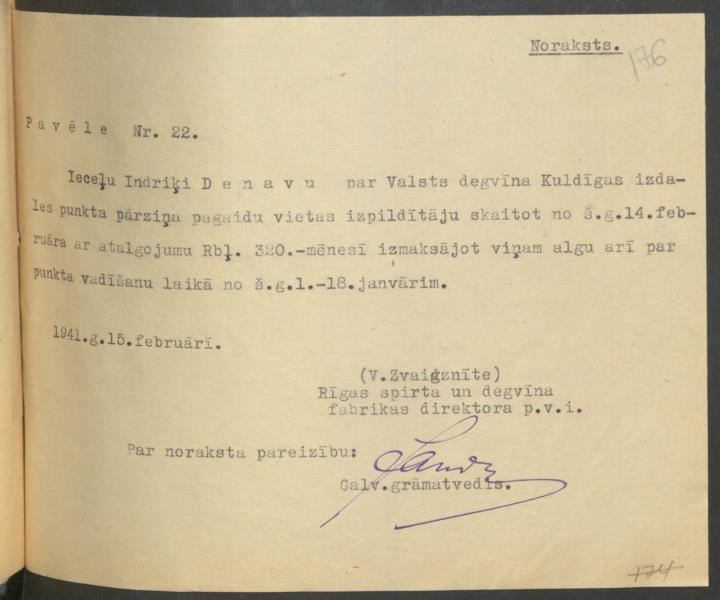 Noraksts.
176
Pavēle Nr. 22.
Ieceļu Indriķi Denavu par Valsts degvīna Kuldīgas izda-
les punkta pārziņa pagaidu vietas izpildītāju skaitot no š.g.14.feb-
ruāra ar atalgojumu Rbļ. 320.-mēnesī izmaksājot viņam algu arī par
punkta vadīšanu laikā no š.g.1.-18.janvārim.
1941.g.15.februārī.
(V.Zvaigznīte)
Rīgas spirta un degvīna
fabrikas direktora p.v.i.
Par noraksta pareizību:
Galv.grāmatvedis.
174